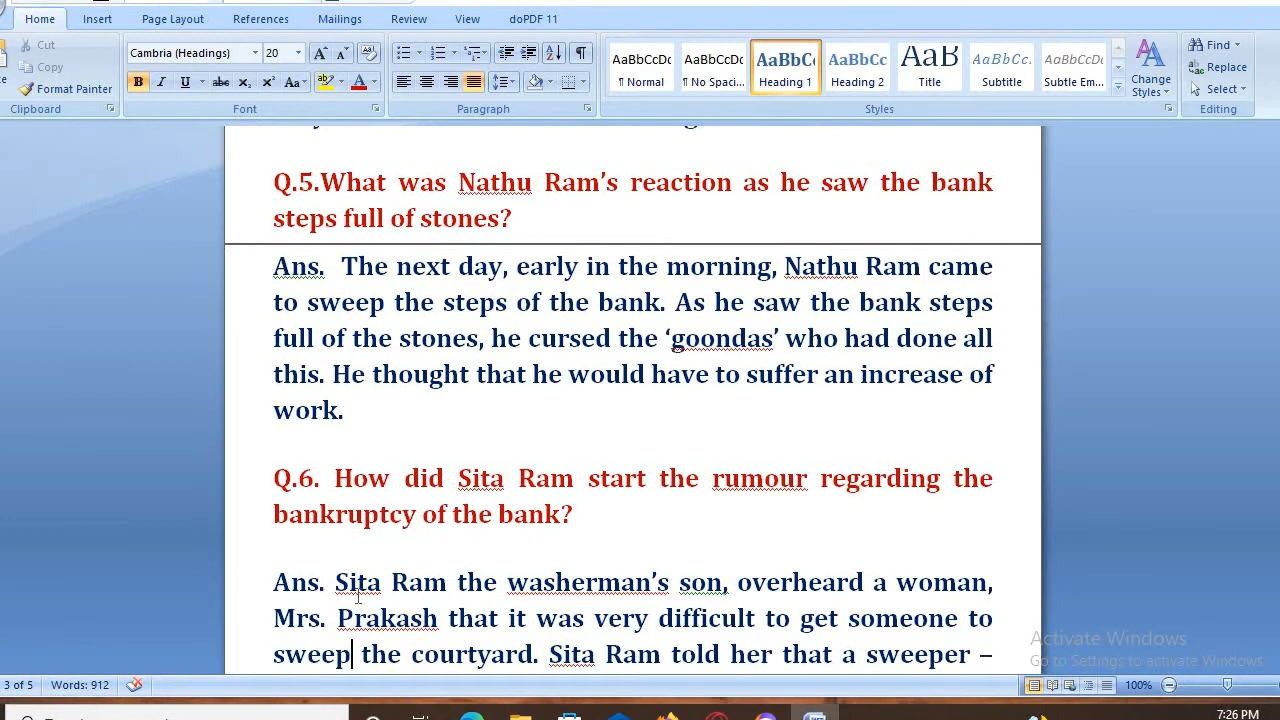 Home Insert Page Layout References Mailings Review View doPDF 11
Cut
Copy
Format Painter
Clipboard
Cambria (Headings) 20
Font
Paragraph
AaBbCcDc AaBbCcDc AaBbC AaBbCc AaB AaBbCc. AaBbCcDc
¶ Normal ¶ No Spaci... Heading 1 Heading 2 Title Subtitle Subtle Em...
Change Styles
Styles
Find
Replace
Select
Editing
Q.5.What was Nathu Ram’s reaction as he saw the bank
steps full of stones?
Ans. The next day, early in the morning, Nathu Ram came
to sweep the steps of the bank. As he saw the bank steps
full of the stones, he cursed the ‘goondas’ who had done all
this. He thought that he would have to suffer an increase of
work.
Q.6. How did Sita Ram start the rumour regarding the
bankruptcy of the bank?
Ans. Sita Ram the washerman’s son, overheard a woman,
Mrs. Prakash that it was very difficult to get someone to
sweep the courtyard. Sita Ram told her that a sweeper –
Activate Windows
Go to Settings to activate Windows.
3 of 5 Words: 912 100%
7:26 PM